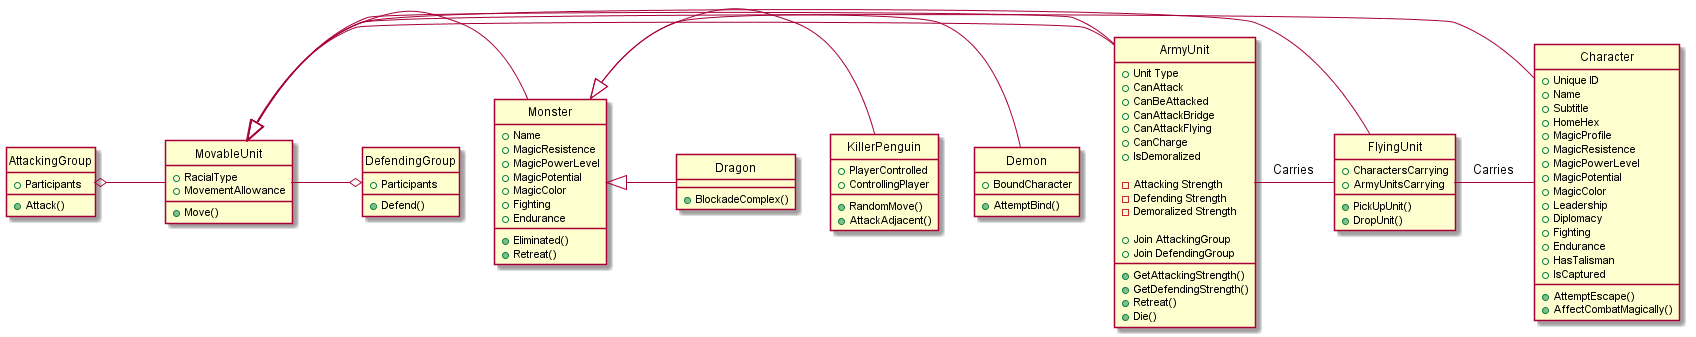 AttackingGroup
Participants
Attack()
MovableUnit
RacialType
MovementAllowance
Move()
DefendingGroup
Participants
Defend()
Monster
Name
MagicResistence
MagicPowerLevel
MagicPotential
MagicColor
Fighting
Endurance
Eliminated()
Retreat()
Dragon
BlockadeComplex()
KillerPenguin
PlayerControlled
ControllingPlayer
RandomMove()
AttackAdjacent()
Demon
BoundCharacter
AttemptBind()
ArmyUnit
Unit Type
CanAttack
CanBeAttacked
CanAttackBridge
CanAttackFlying
CanCharge
IsDemoralized
Attacking Strength
Defending Strength
Demoralized Strength
Join AttackingGroup
Join DefendingGroup
GetAttackingStrength()
GetDefendingStrength()
Retreat()
Die()
Carries
FlyingUnit
CharactersCarrying
ArmyUnitsCarrying
PickUpUnit()
DropUnit()
Carries
Character
Unique ID
Name
Subtitle
HomeHex
MagicProfile
MagicResistence
MagicPowerLevel
MagicPotential
MagicColor
Leadership
Diplomacy
Fighting
Endurance
HasTalisman
IsCaptured
AttemptEscape()
AffectCombatMagically()